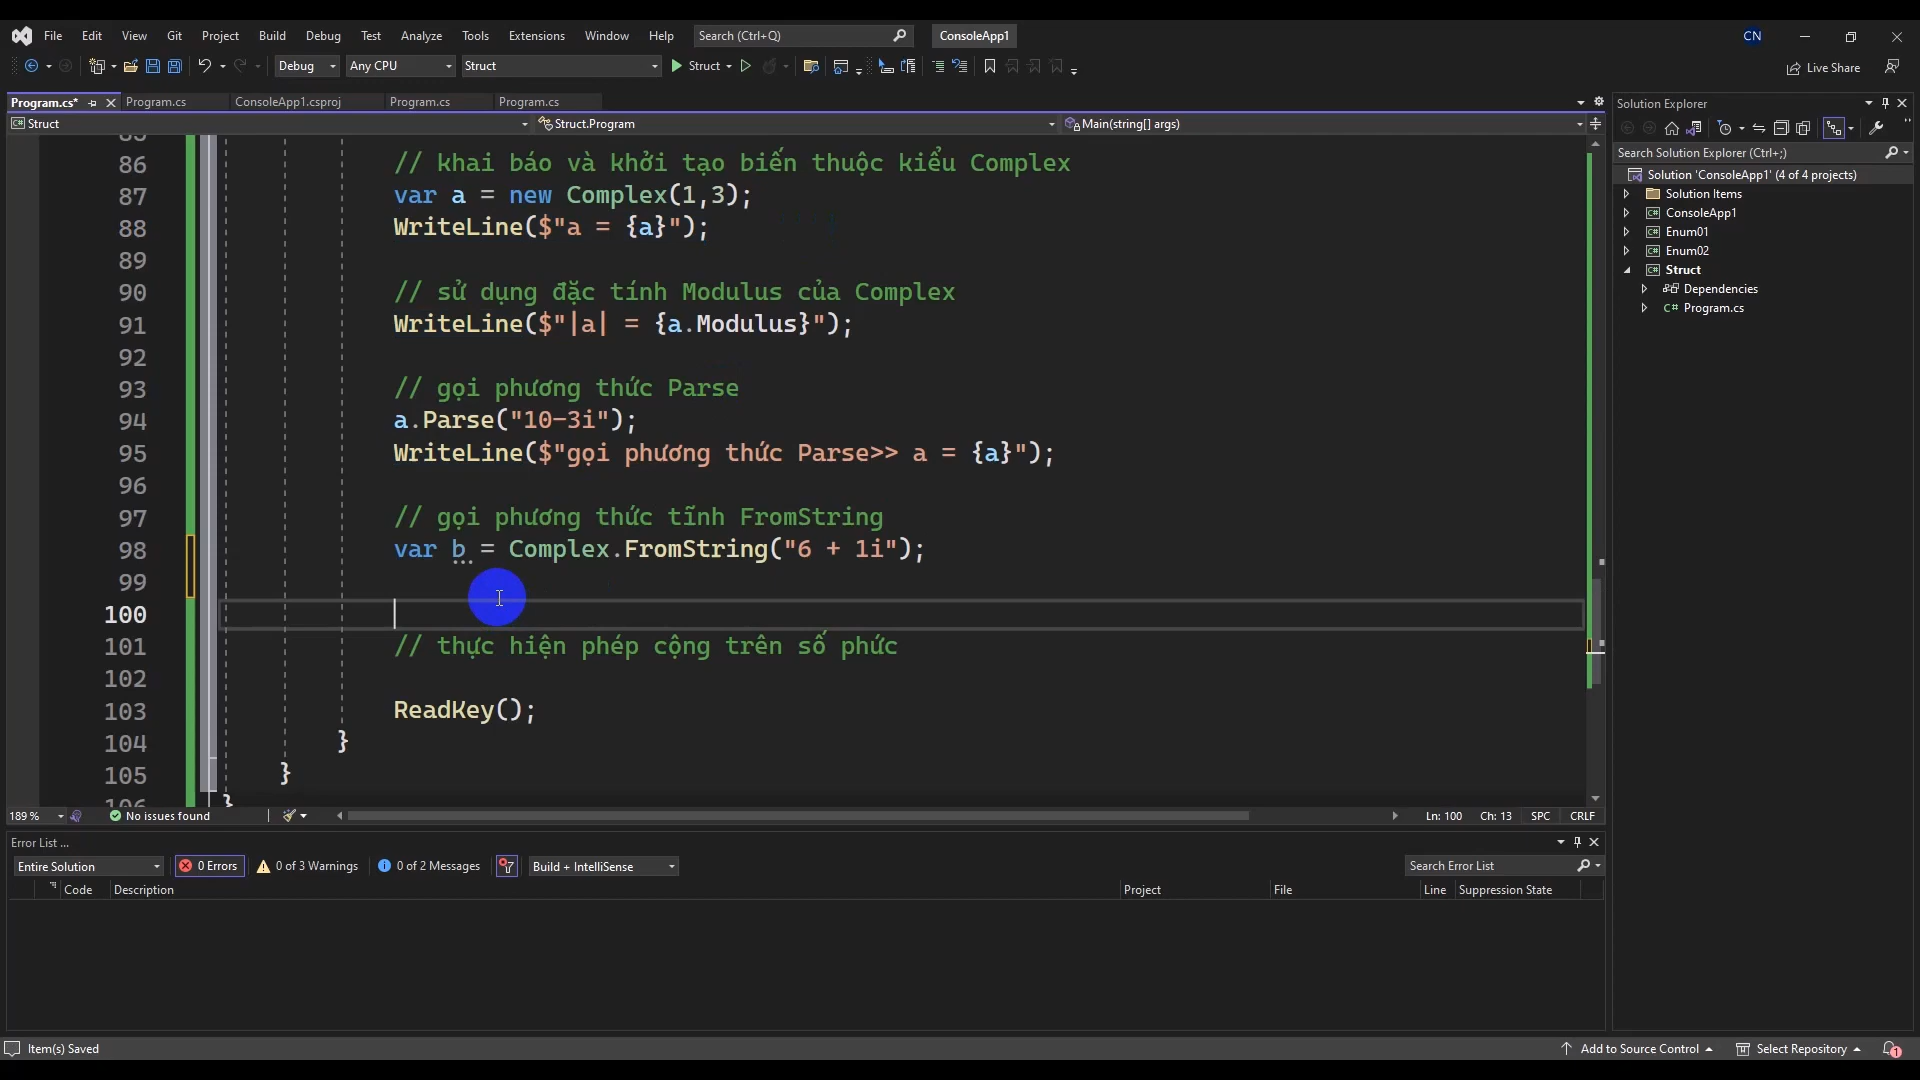 File Edit View Git Project Build Debug Test Analyze Tools Extensions Window Help Search (Ctrl+Q) ConsoleApp1 CN
Debug Any CPU Struct Struct Live Share
Program.cs* Program.cs ConsoleApp1.csproj Program.cs Program.cs
Struct Struct.Program Main(string[] args)
86 // khai báo và khởi tạo biến thuộc kiểu Complex
87 var a = new Complex(1,3);
88 WriteLine($"a = {a}");
89
90 // sử dụng đặc tính Modulus của Complex
91 WriteLine($"|a| = {a.Modulus}");
92
93 // gọi phương thức Parse
94 a.Parse("10-3i");
95 WriteLine($"gọi phương thức Parse>> a = {a}");
96
97 // gọi phương thức tĩnh FromString
98 var b = Complex.FromString("6 + 1i");
99
100
101 // thực hiện phép cộng trên số phức
102
103 ReadKey();
104 }
105 }
106 }
189 % No issues found Ln: 100 Ch: 13 SPC CRLF
Error List ...
Entire Solution 0 Errors 0 of 3 Warnings 0 of 2 Messages Build + IntelliSense Search Error List
Code Description Project File Line Suppression State
Solution Explorer
Search Solution Explorer (Ctrl+;)
Solution 'ConsoleApp1' (4 of 4 projects)
Solution Items
C# ConsoleApp1
C# Enum01
C# Enum02
C# Struct
Dependencies
C# Program.cs
Item(s) Saved Add to Source Control Select Repository 1